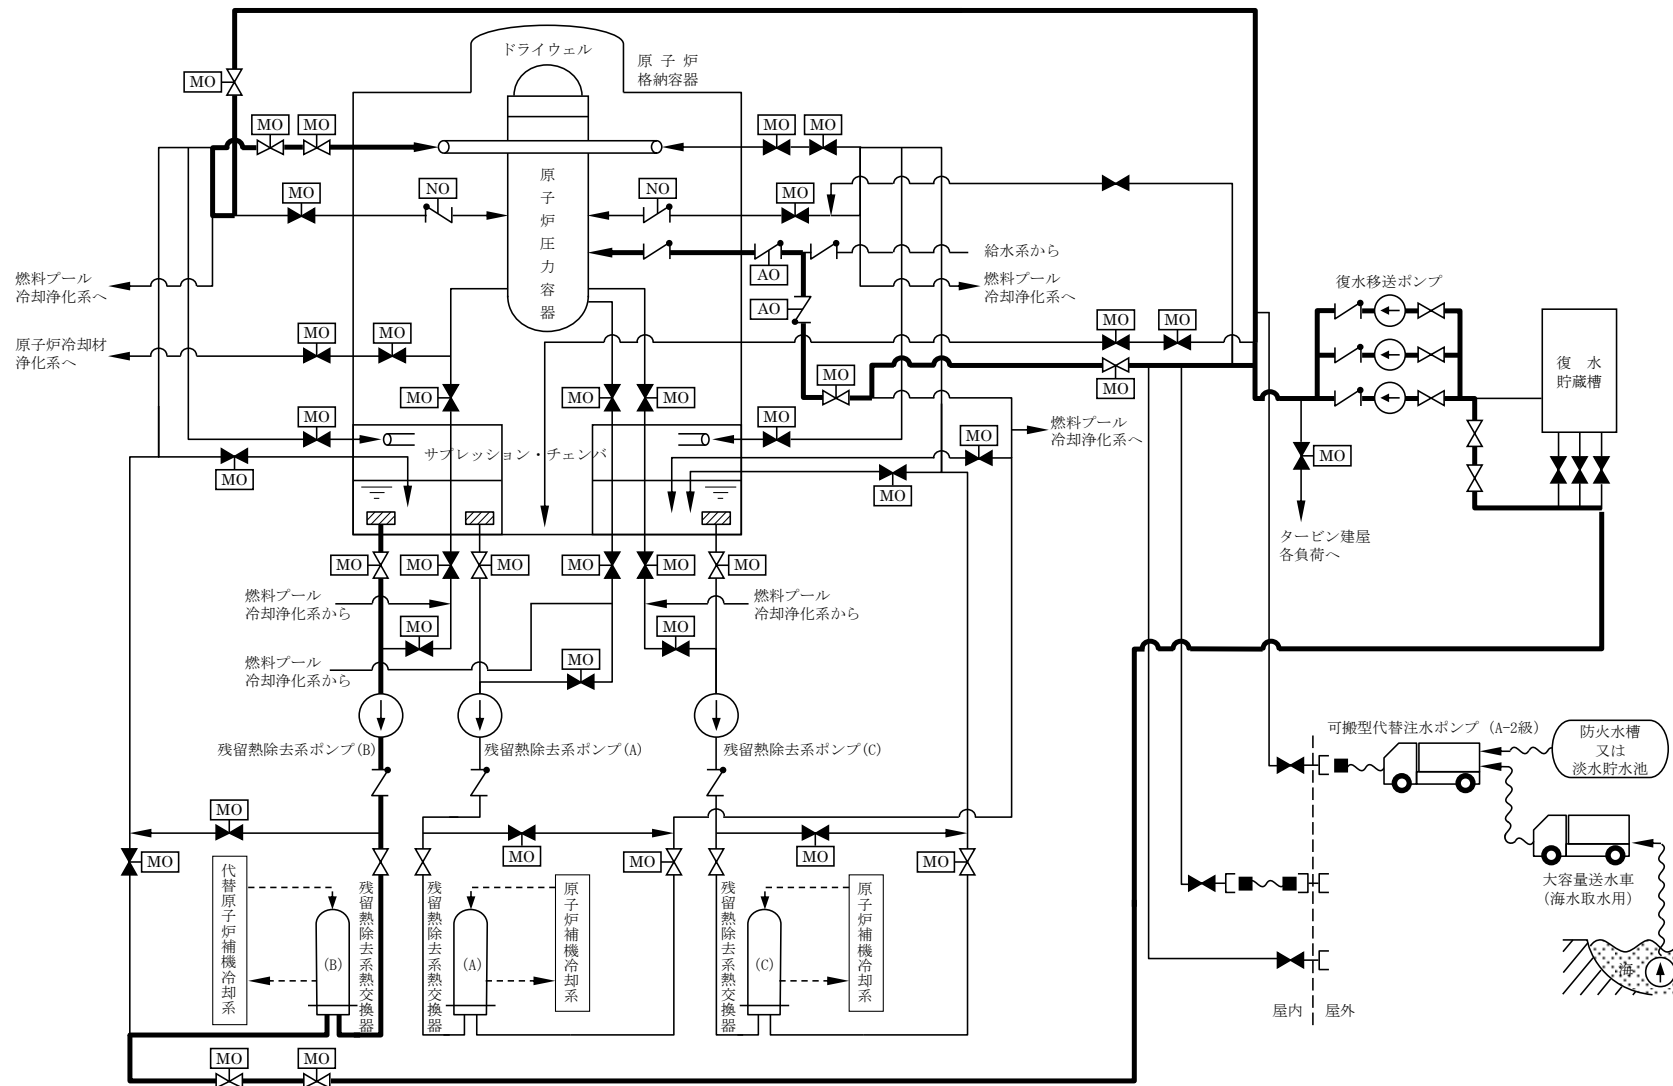 ドライウェル
原 子 炉
格納容器
MO
MO
MO
MO
MO
MO
NO
NO
MO
原子炉圧力容器
給水系から
AO
AO
燃料プール
冷却浄化系へ
燃料プール
冷却浄化系へ
復水移送ポンプ
MO
MO
MO
MO
MO
原子炉冷却材
浄化系へ
復 水
貯蔵槽
MO
MO
MO
MO
MO
MO
MO
燃料プール
冷却浄化系へ
MO
サプレッション・チェンバ
MO
MO
MO
タービン建屋
各負荷へ
MO
MO
MO
MO
MO
MO
燃料プール
冷却浄化系から
燃料プール
冷却浄化系から
MO
MO
燃料プール
冷却浄化系から
MO
残留熱除去系ポンプ(B)
残留熱除去系ポンプ(A)
残留熱除去系ポンプ(C)
可搬型代替注水ポンプ (A-2級)
防火水槽
又は
淡水貯水池
MO
MO
MO
MO
MO
MO
大容量送水車
(海水取水用)
代替原子炉補機冷却系
(B)
残留熱除去系熱交換器
残留熱除去系熱交換器
(A)
原子炉補機冷却系
残留熱除去系熱交換器
(C)
原子炉補機冷却系
海
屋内
屋外
MO
MO